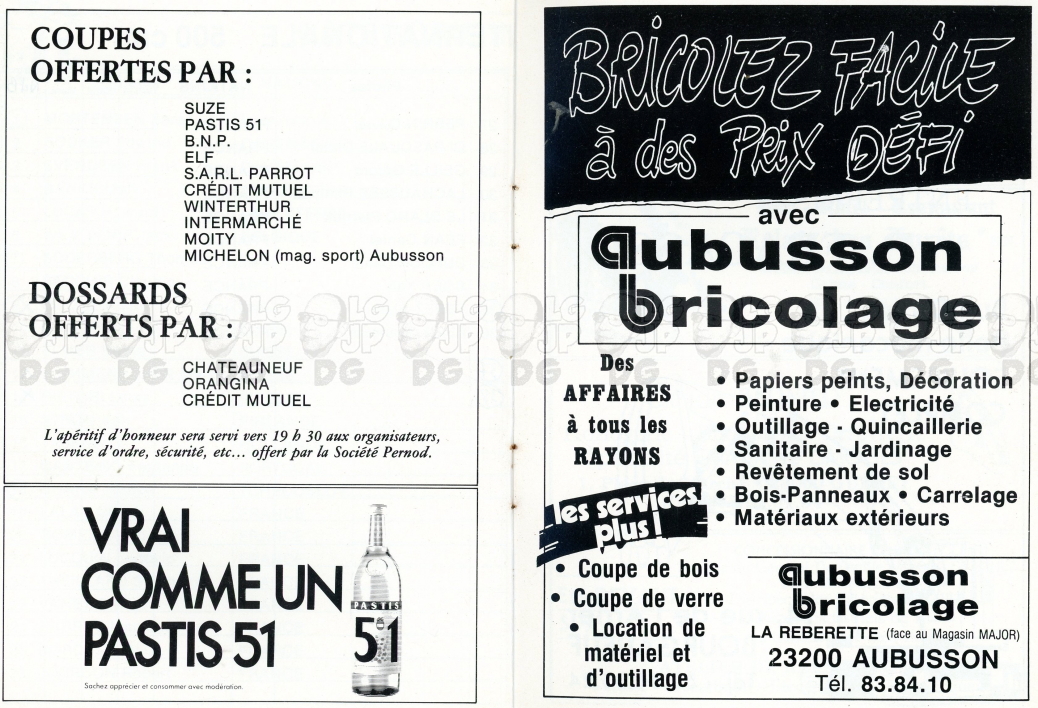 COUPES
OFFERTES PAR :
SUZE
PASTIS 51
B.N.P.
ELF
S.A.R.L. PARROT
CRÉDIT MUTUEL
WINTERTHUR
INTERMARCHÉ
MOITY
MICHELON (mag. sport) Aubusson
DOSSARDS
OFFERTS PAR :
CHATEAUNEUF
ORANGINA
CRÉDIT MUTUEL
L'apéritif d'honneur sera servi vers 19 h 30 aux organisateurs,
service d'ordre, sécurité, etc... offert par la Société Pernod.
VRAI
COMME UN
PASTIS 51
PASTIS
51
Sachez apprécier et consommer avec modération.
BRICOLEZ FACILE
à des PRIX DÉFI
avec
aubusson
bricolage
Des
AFFAIRES
à tous les
RAYONS
• Papiers peints, Décoration
• Peinture • Electricité
• Outillage - Quincaillerie
• Sanitaire - Jardinage
• Revêtement de sol
• Bois-Panneaux • Carrelage
• Matériaux extérieurs
les services
plus !
• Coupe de bois
• Coupe de verre
• Location de
matériel et
d'outillage
aubusson
bricolage
LA REBERETTE (face au Magasin MAJOR)
23200 AUBUSSON
Tél. 83.84.10
LG JP DG